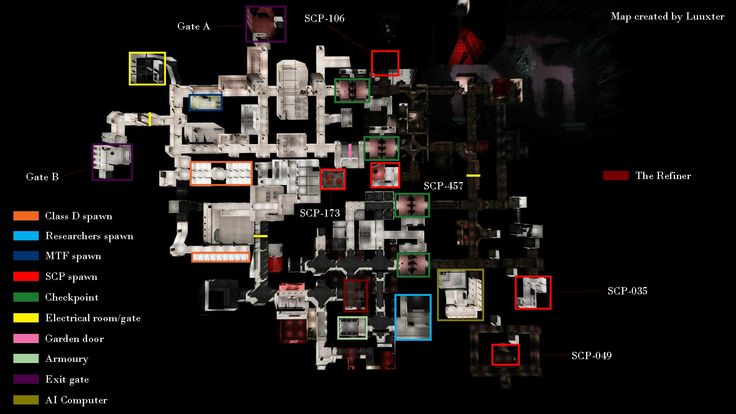 SCP-106
Map created by Luuxter
Gate A
Gate B
The Refiner
SCP-457
SCP-173
Class D spawn
Researchers spawn
MTF spawn
SCP spawn
Checkpoint
Electrical room/gate
Garden door
Armoury
Exit gate
AI Computer
SCP-035
SCP-049